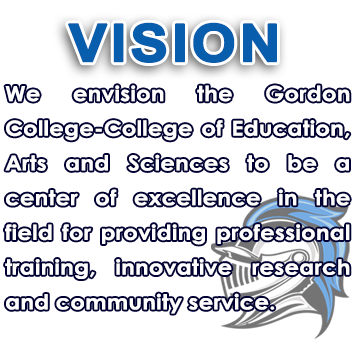 VISION
We envision the Gordon
College-College of Education,
Arts and Sciences to be a
center of excellence in the
field for providing professional
training, innovative research
and community service.